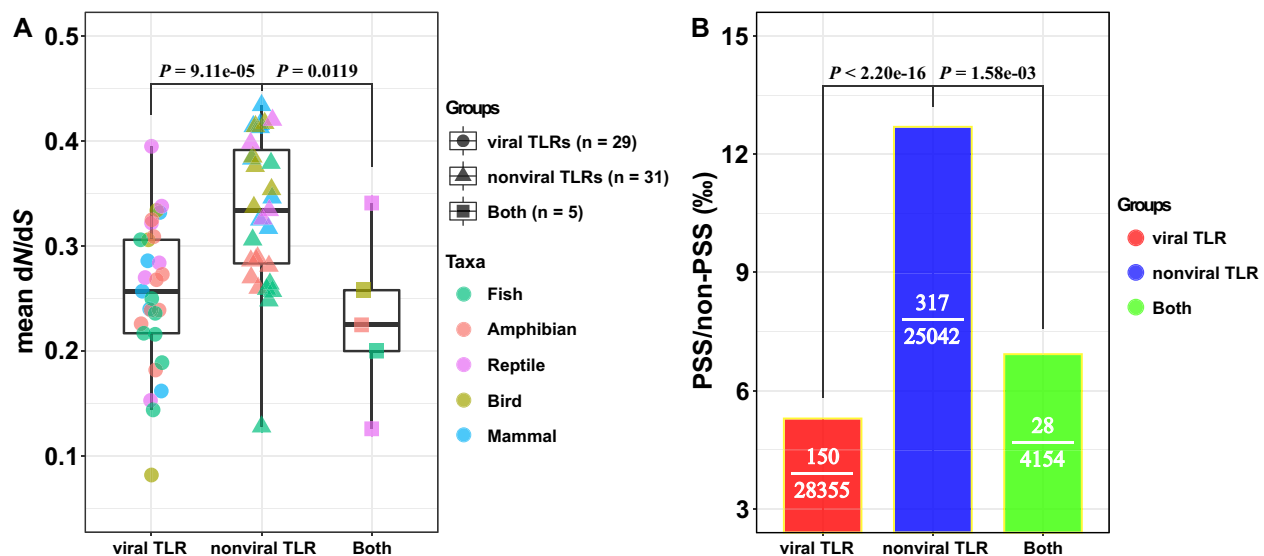 A
0.5
0.4
0.3
0.2
0.1
mean dN/dS
P = 9.11e-05
P = 0.0119
viral TLR
nonviral TLR
Both
Groups
viral TLRs (n = 29)
nonviral TLRs (n = 31)
Both (n = 5)
Taxa
Fish
Amphibian
Reptile
Bird
Mammal
B
15
12
9
6
3
PSS/non-PSS (‰)
P < 2.20e-16
P = 1.58e-03
150
28355
317
25042
28
4154
viral TLR
nonviral TLR
Both
Groups
viral TLR
nonviral TLR
Both